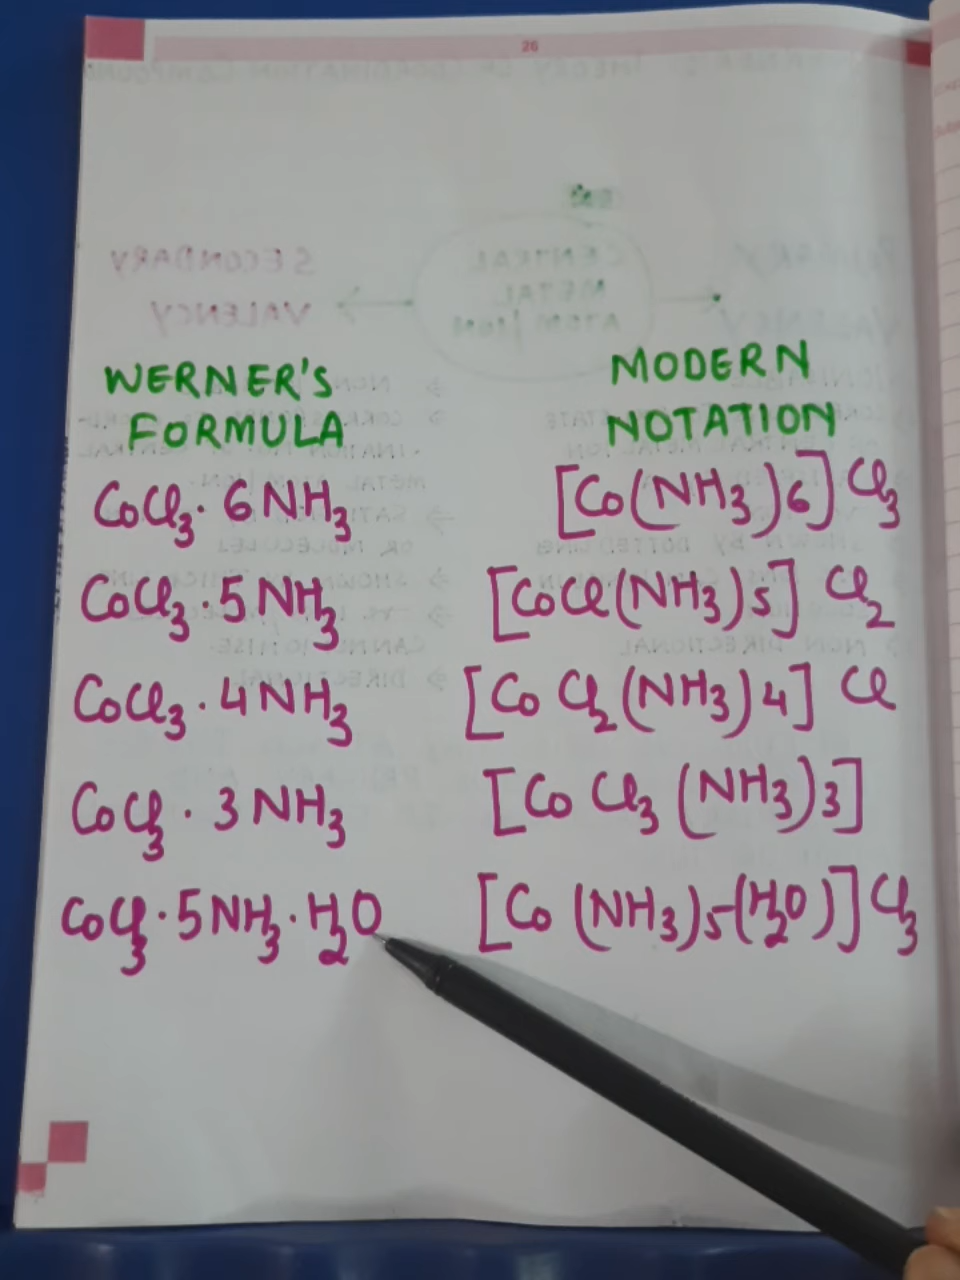 26
WERNER'S FORMULA
MODERN NOTATION
CoCl₃·6NH₃ [Co(NH₃)6]Cl₃
CoCl₃·5NH₃ [CoCl(NH₃)5]Cl₂
CoCl₃·4NH₃ [CoCl₂(NH₃)4]Cl
CoCl₃·3NH₃ [CoCl₃(NH₃)3]
CoCl₃·5NH₃·H₂O [Co(NH₃)₅(H₂O)]Cl₃